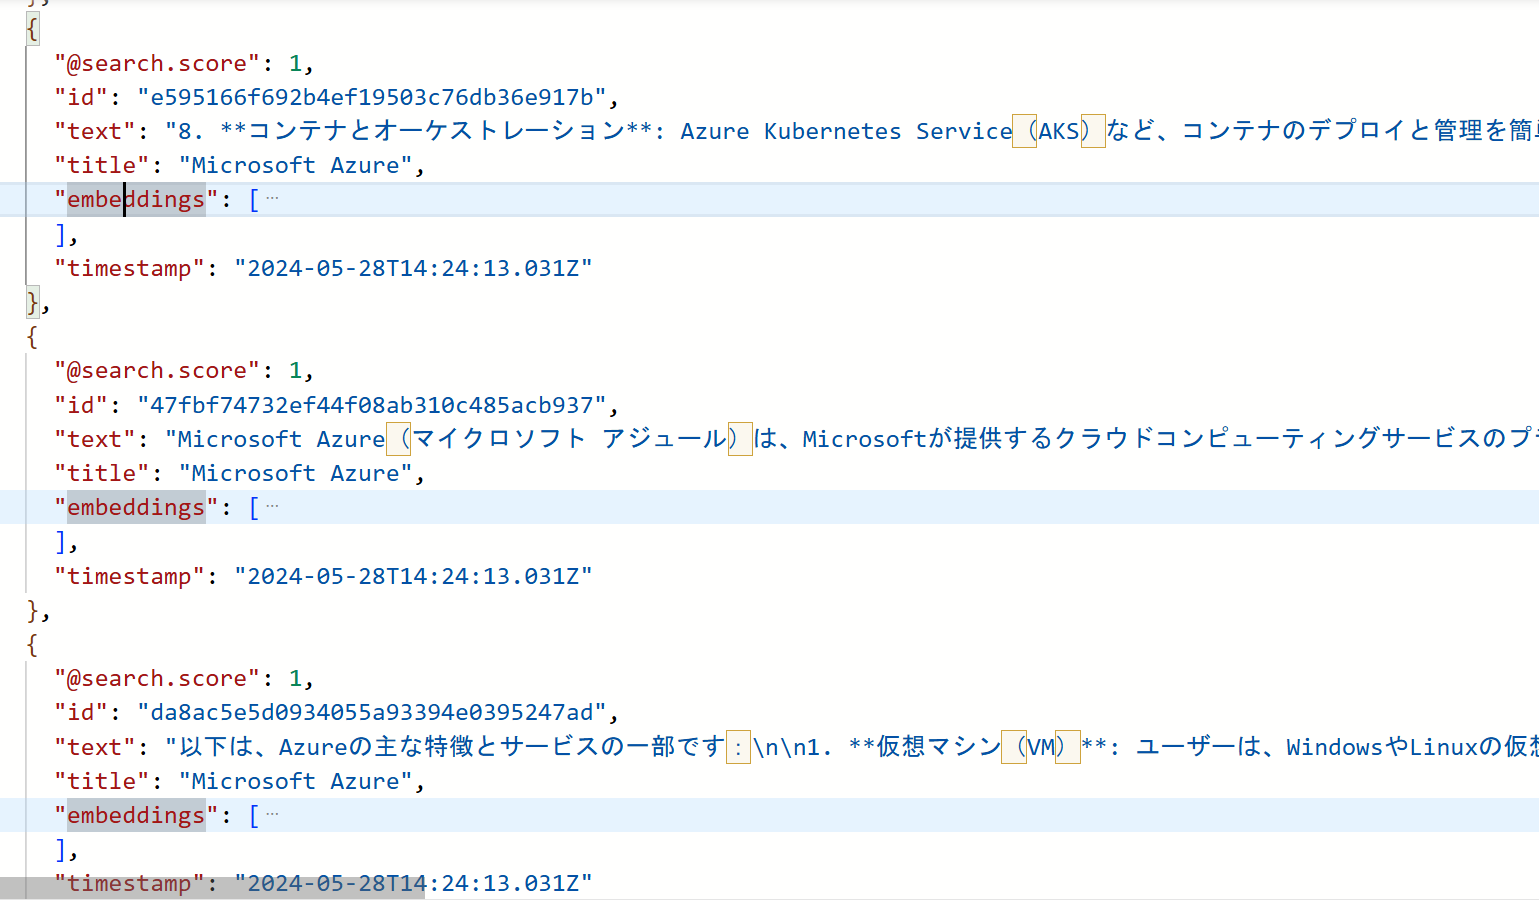 {
"@search.score": 1,
"id": "e595166f692b4ef19503c76db36e917b",
"text": "8. **コンテナとオーケストレーション**: Azure Kubernetes Service（AKS）など、コンテナのデプロイと管理を簡
"title": "Microsoft Azure",
"embeddings": [ ⋯
],
"timestamp": "2024-05-28T14:24:13.031Z"
},
{
"@search.score": 1,
"id": "47fbf74732ef44f08ab310c485acb937",
"text": "Microsoft Azure（マイクロソフト アジュール）は、Microsoftが提供するクラウドコンピューティングサービスのプ
"title": "Microsoft Azure",
"embeddings": [ ⋯
],
"timestamp": "2024-05-28T14:24:13.031Z"
},
{
"@search.score": 1,
"id": "da8ac5e5d0934055a93394e0395247ad",
"text": "以下は、Azureの主な特徴とサービスの一部です：\n\n1. **仮想マシン（VM）**: ユーザーは、WindowsやLinuxの仮想
"title": "Microsoft Azure",
"embeddings": [ ⋯
],
"timestamp": "2024-05-28T14:24:13.031Z"